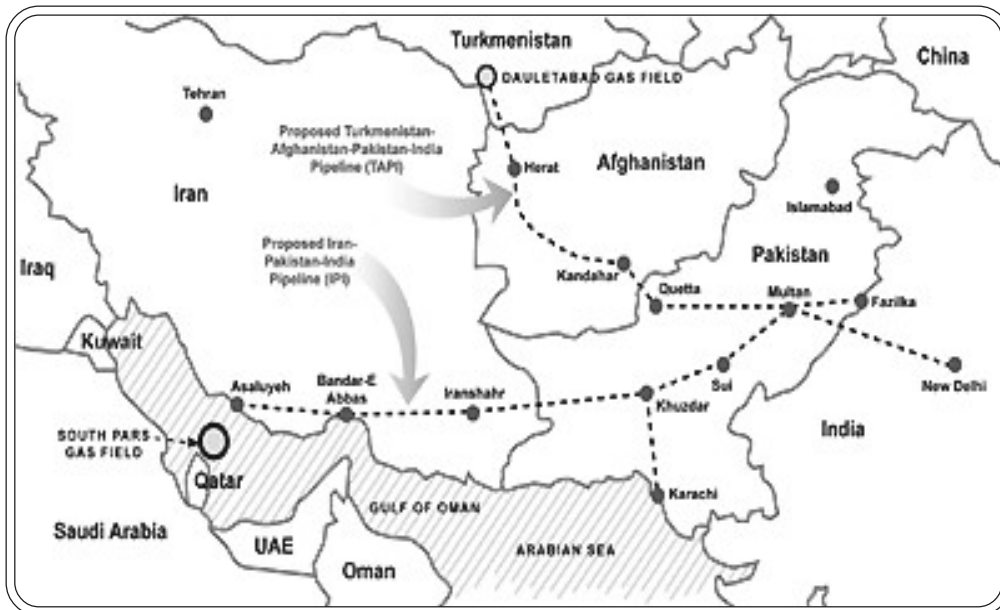 Turkmenistan
China
DAULETABAD GAS FIELD
Tehran
Proposed Turkmenistan-
Afghanistan-Pakistan-India
Pipeline (TAPI)
Herat
Afghanistan
Iran
Islamabad
Proposed Iran-
Pakistan-India
Pipeline (IPI)
Pakistan
Iraq
Kandahar
Quetta
Multan
Fazilka
Kuwait
Asaluyeh
Bandar-E
Abbas
Iranshahr
Sui
New Delhi
Khuzdar
SOUTH PARS
GAS FIELD
India
Qatar
Karachi
GULF OF OMAN
Saudi Arabia
UAE
ARABIAN SEA
Oman